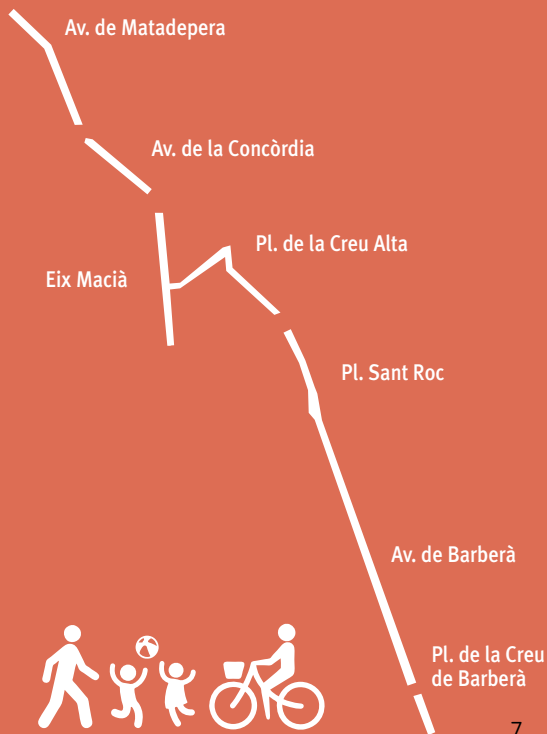 Av. de Matadepera
Av. de la Concòrdia
Pl. de la Creu Alta
Eix Macià
Pl. Sant Roc
Av. de Barberà
Pl. de la Creu
de Barberà
7